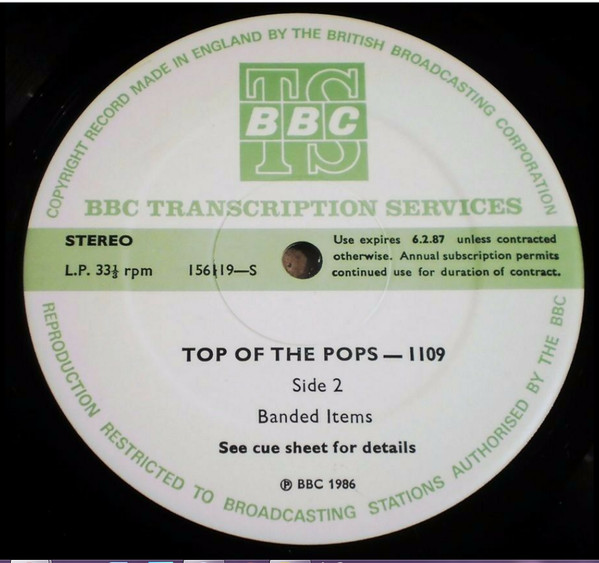 COPYRIGHT RECORD MADE IN ENGLAND BY THE BRITISH BROADCASTING CORPORATION
TS
BBC
BBC TRANSCRIPTION SERVICES
STEREO
L.P. 33⅓ rpm 156119—S
Use expires 6.2.87 unless contracted
otherwise. Annual subscription permits
continued use for duration of contract.
TOP OF THE POPS — 1109
Side 2
Banded Items
See cue sheet for details
℗ BBC 1986
REPRODUCTION RESTRICTED TO BROADCASTING STATIONS AUTHORISED BY THE BBC